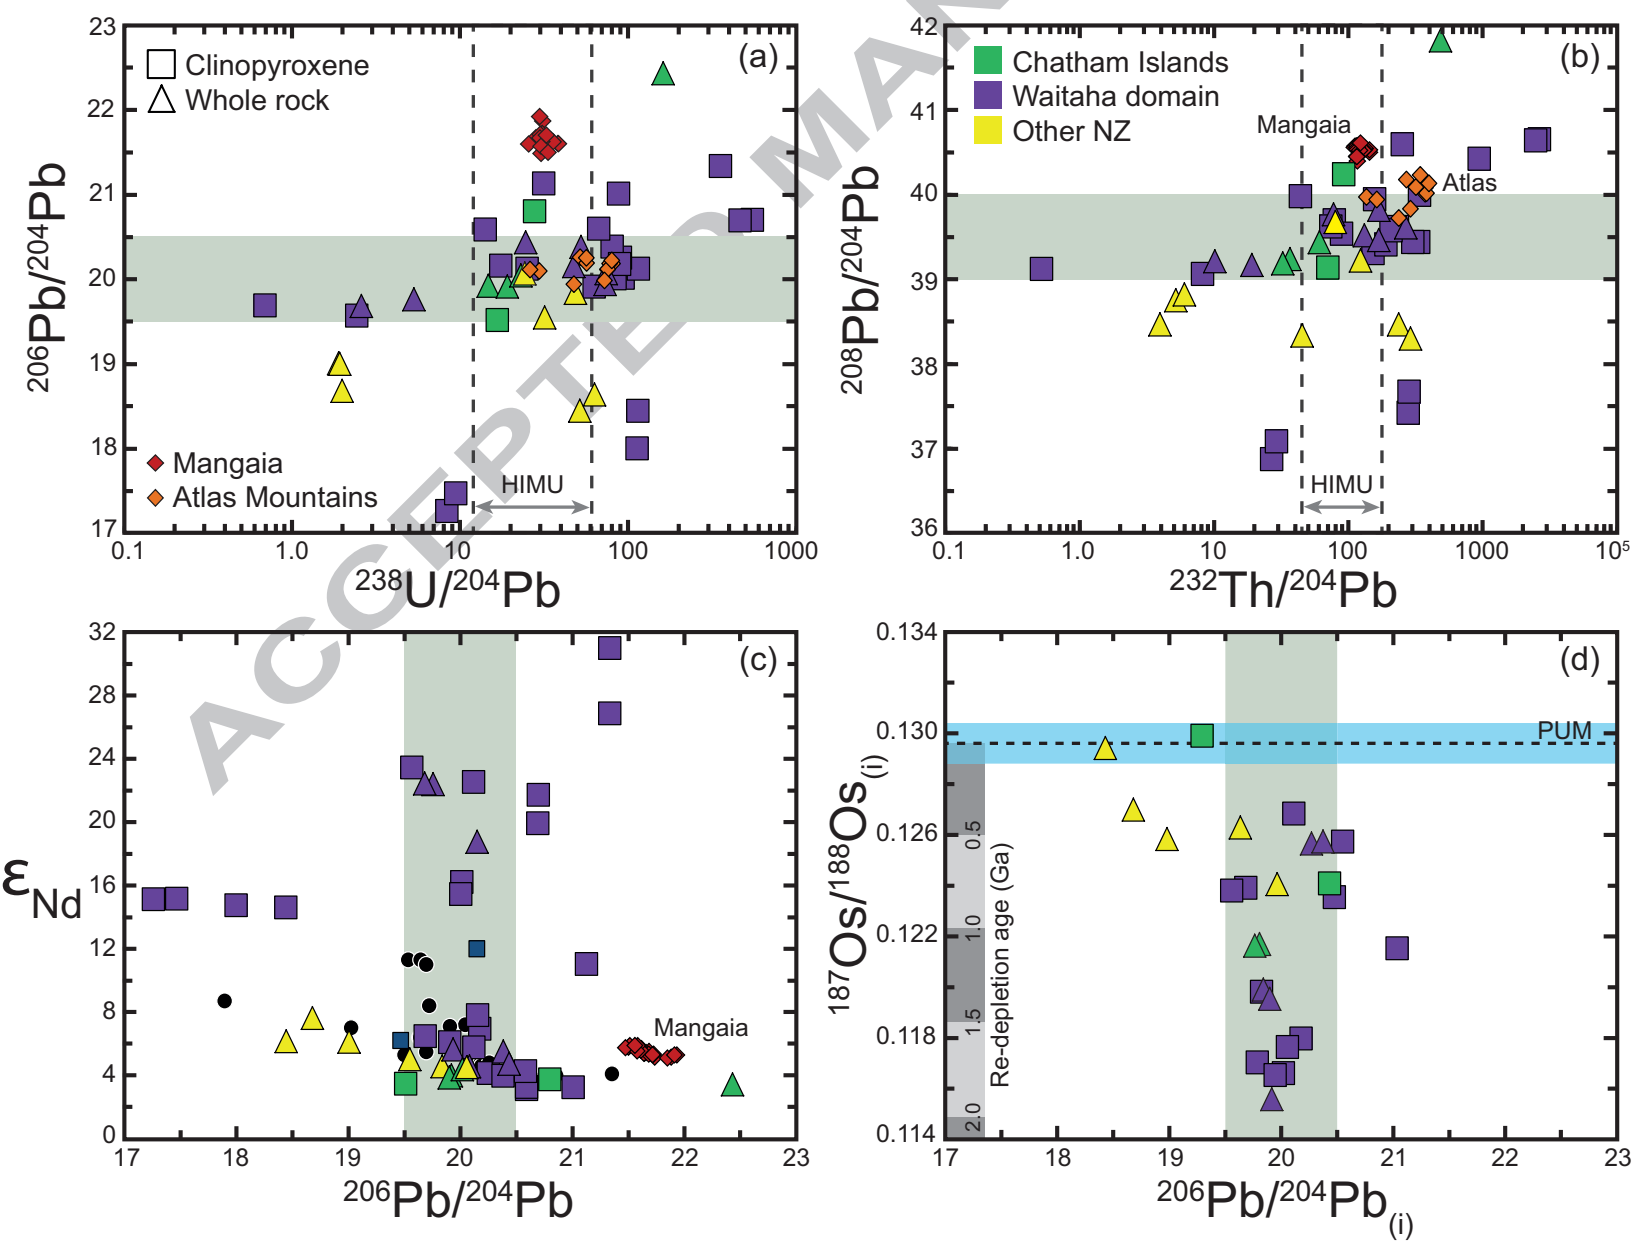 ACCEPTED MAN
23
22
21
20
19
18
17
206Pb/204Pb
(a)
Clinopyroxene
Whole rock
Mangaia
Atlas Mountains
HIMU
0.1 1.0 10 100 1000
238U/204Pb
42
41
40
39
38
37
36
208Pb/204Pb
(b)
Chatham Islands
Waitaha domain
Other NZ
Mangaia
Atlas
HIMU
0.1 1.0 10 100 1000 10⁵
232Th/204Pb
32
28
24
20
16
12
8
4
0
εNd
(c)
Mangaia
17 18 19 20 21 22 23
206Pb/204Pb
0.134
0.130
0.126
0.122
0.118
0.114
187Os/188Os(i)
(d)
PUM
0.5
1.0
1.5
2.0
Re-depletion age (Ga)
17 18 19 20 21 22 23
206Pb/204Pb(i)